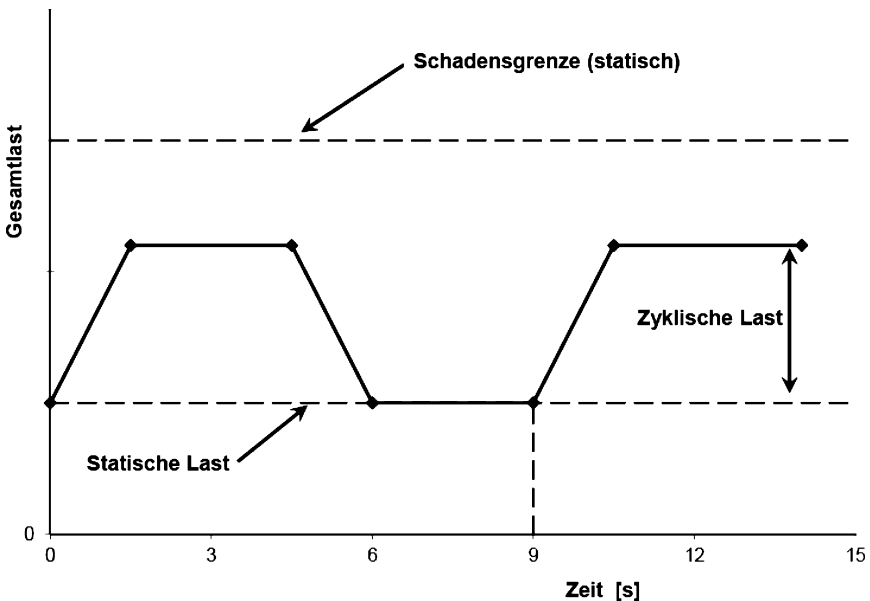 Schadensgrenze (statisch)
Gesamtlast
Zyklische Last
Statische Last
0
0 3 6 9 12 15
Zeit [s]